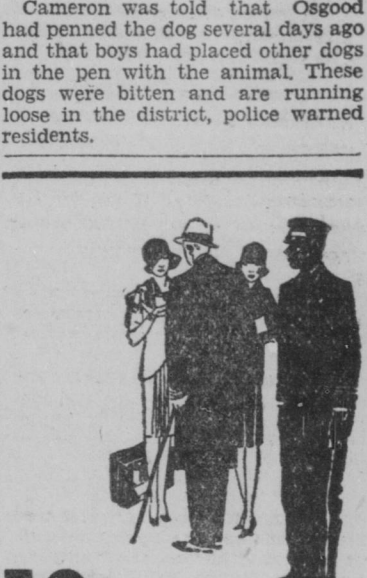 Cameron was told that Osgood
had penned the dog several days ago
and that boys had placed other dogs
in the pen with the animal. These
dogs were bitten and are running
loose in the district, police warned
residents.